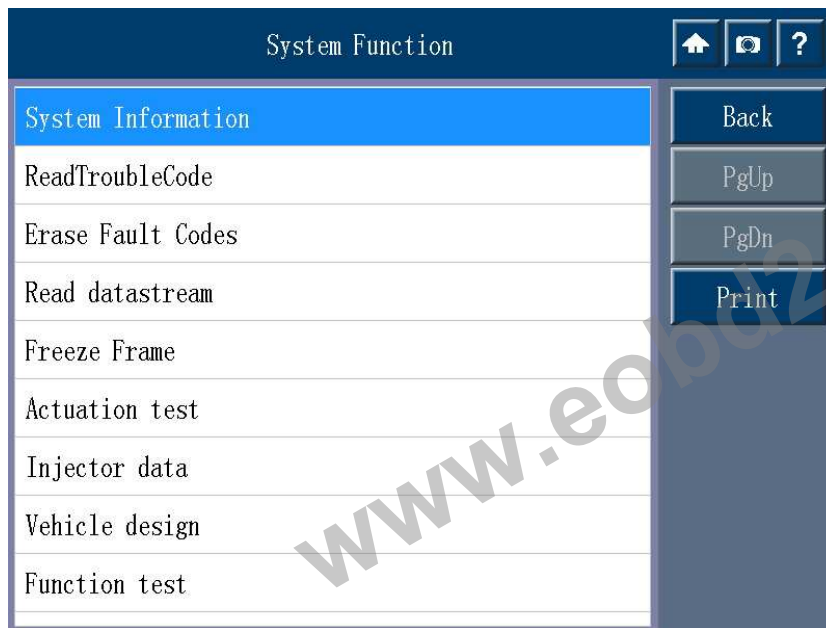 System Function
?
System Information
ReadTroubleCode
Erase Fault Codes
Read datastream
Freeze Frame
Actuation test
Injector data
Vehicle design
Function test
Back
PgUp
PgDn
Print
www.eobd2